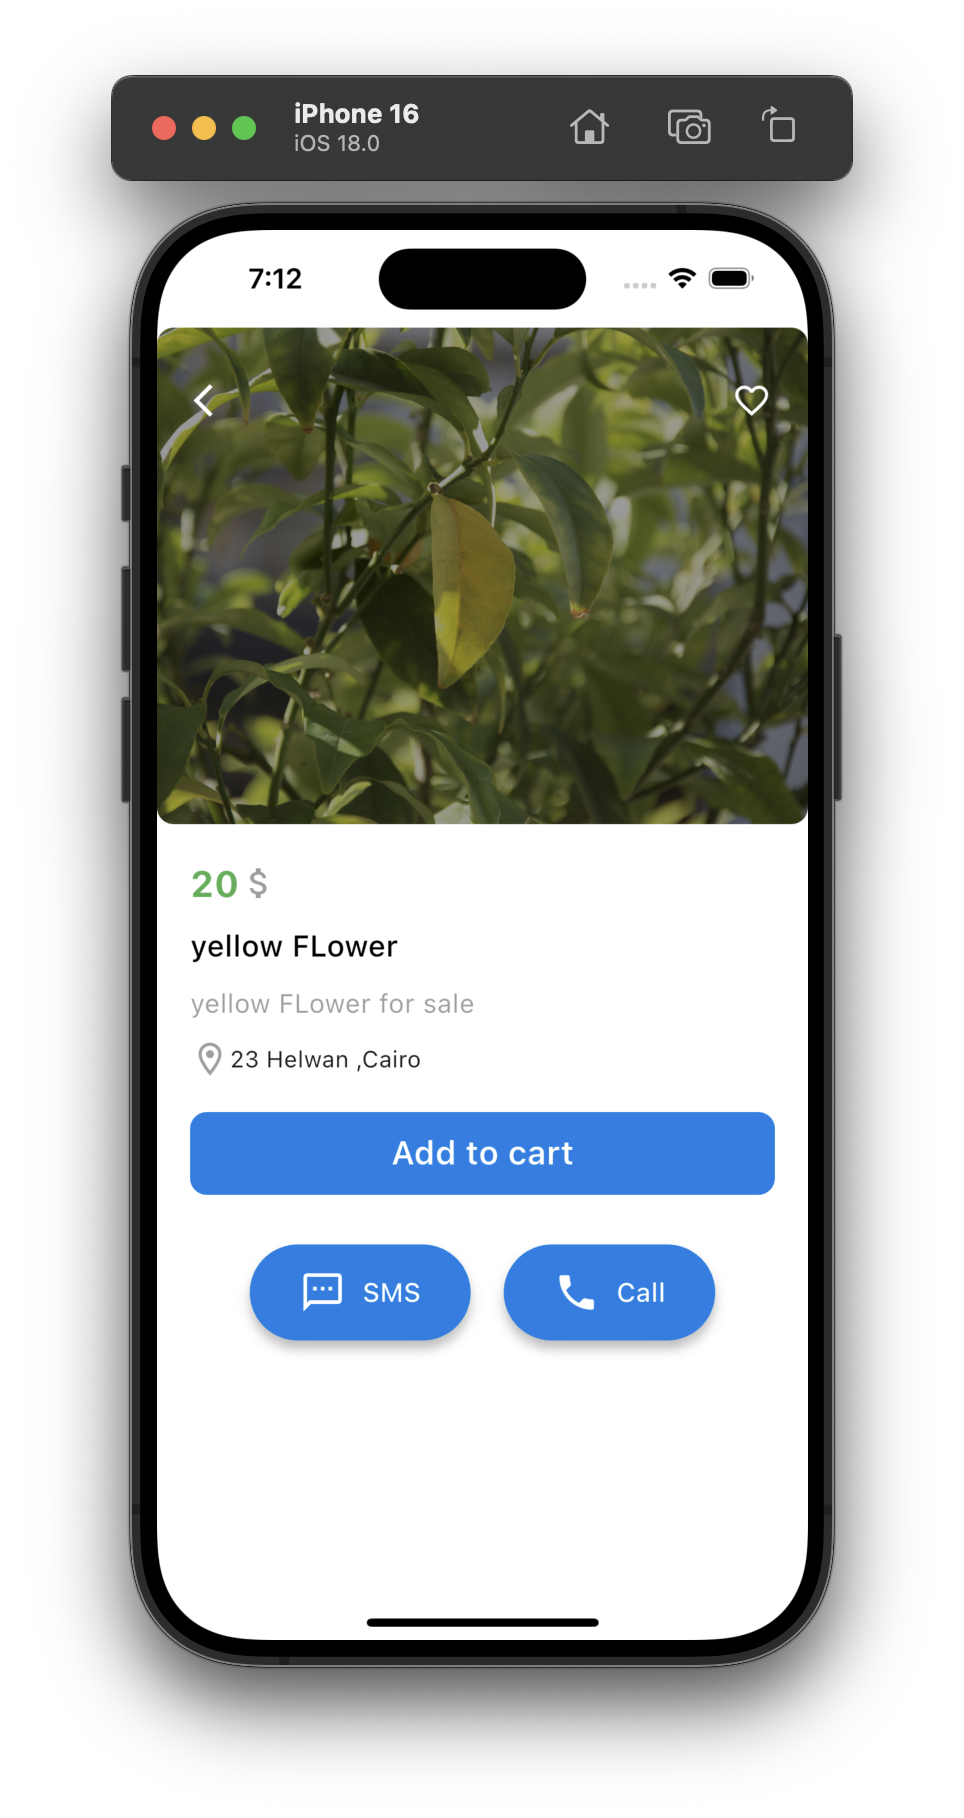 iPhone 16
iOS 18.0
7:12
20 $
yellow FLower
yellow FLower for sale
23 Helwan ,Cairo
Add to cart
SMS
Call